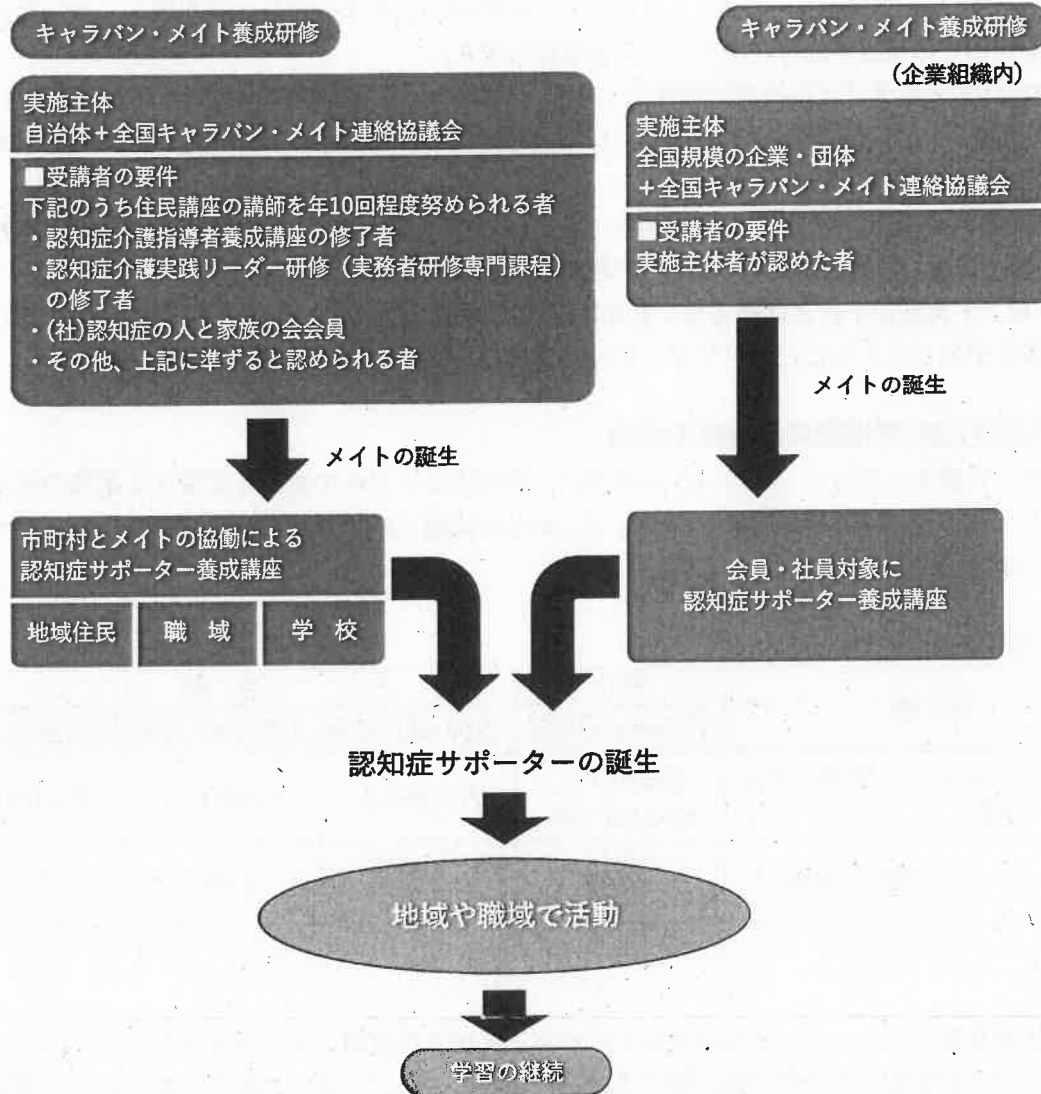 キャラバン・メイト養成研修
実施主体
自治体+全国キャラバン・メイト連絡協議会
■受講者の要件
下記のうち住民講座の講師を年10回程度努められる者
・認知症介護指導者養成講座の修了者
・認知症介護実践リーダー研修(実務者研修専門課程)
の修了者
・(社)認知症の人と家族の会会員
・その他、上記に準ずると認められる者
メイトの誕生
市町村とメイトの協働による
認知症サポーター養成講座
地域住民
職 域
学 校
キャラバン・メイト養成研修
(企業組織内)
実施主体
全国規模の企業・団体
+全国キャラバン・メイト連絡協議会
■受講者の要件
実施主体者が認めた者
メイトの誕生
会員・社員対象に
認知症サポーター養成講座
認知症サポーターの誕生
地域や職域で活動
学習の継続